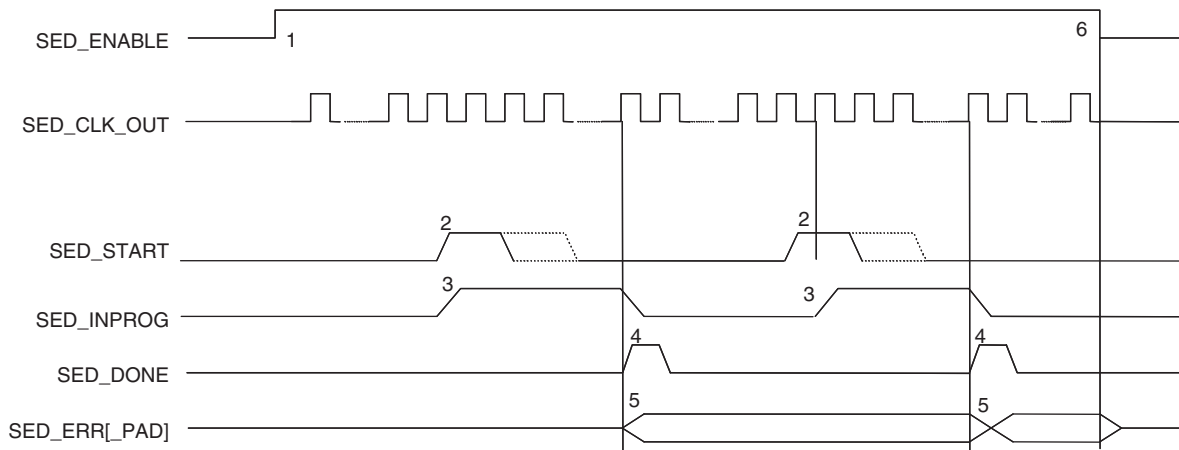 SED_ENABLE
1
6
SED_CLK_OUT
SED_START
2
2
SED_INPROG
3
3
SED_DONE
4
4
SED_ERR[_PAD]
5
5